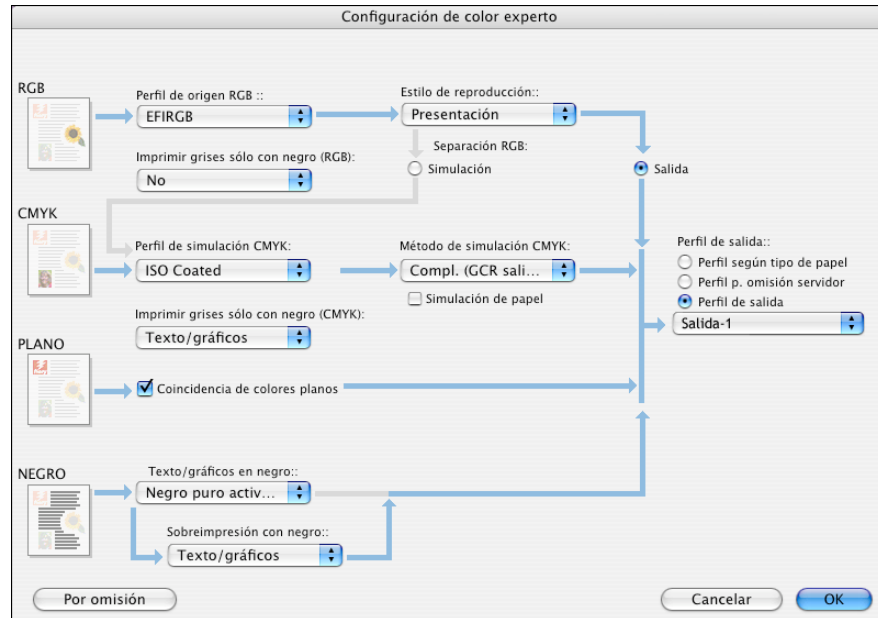 Configuración de color experto
RGB
Perfil de origen RGB ::
EFIRGB
Estilo de reproducción::
Presentación
Imprimir grises sólo con negro (RGB):
No
Separación RGB:
Simulación
Salida
CMYK
Perfil de simulación CMYK:
ISO Coated
Método de simulación CMYK:
Compl. (GCR sali...
Simulación de papel
Perfil de salida::
Perfil según tipo de papel
Perfil p. omisión servidor
Perfil de salida
Salida-1
Imprimir grises sólo con negro (CMYK):
Texto/gráficos
PLANO
Coincidencia de colores planos
NEGRO
Texto/gráficos en negro::
Negro puro activ...
Sobreimpresión con negro::
Texto/gráficos
Por omisión
Cancelar
OK